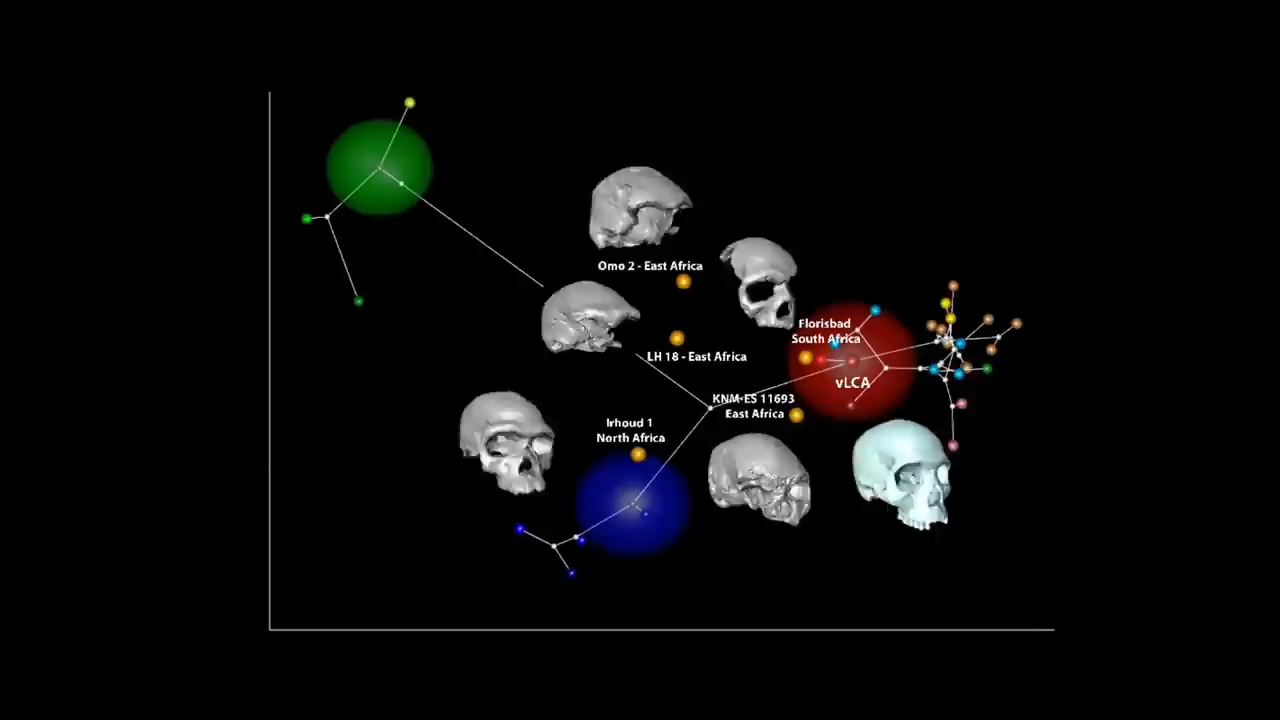 Omo 2 - East Africa
Florisbad
South Africa
LH 18 - East Africa
vLCA
KNM-ES 11693
East Africa
Irhoud 1
North Africa